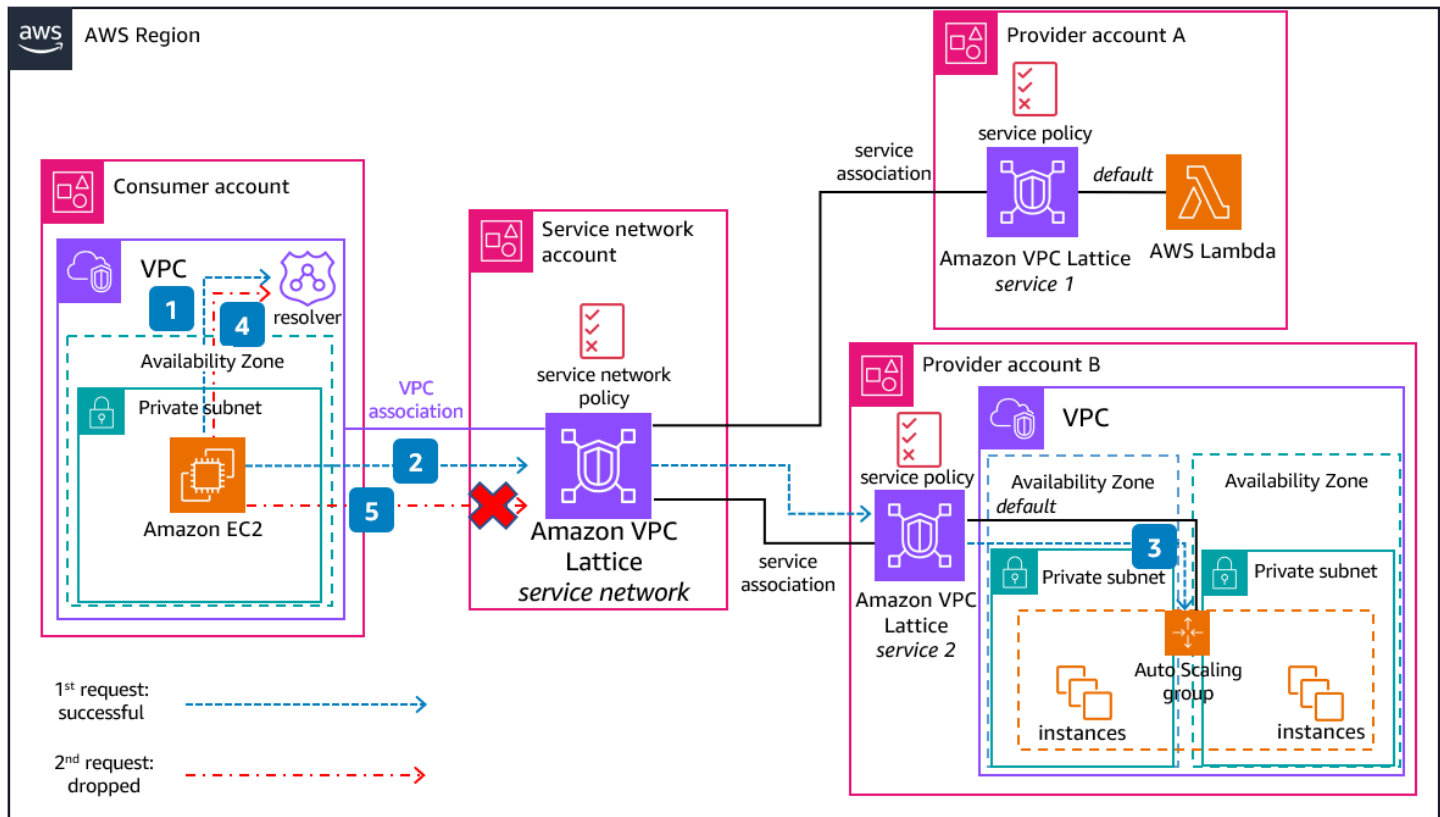 aws
AWS Region
Provider account A
service policy
service
association
default
Amazon VPC Lattice
service 1
AWS Lambda
Consumer account
VPC
1
4
resolver
Availability Zone
Private subnet
Amazon EC2
VPC
association
2
5
Service network
account
service network
policy
Amazon VPC
Lattice
service network
service
association
Provider account B
service policy
Amazon VPC
Lattice
service 2
VPC
Availability Zone
default
Availability Zone
3
Private subnet
Private subnet
Auto Scaling
group
instances
instances
1st request:
successful
2nd request:
dropped